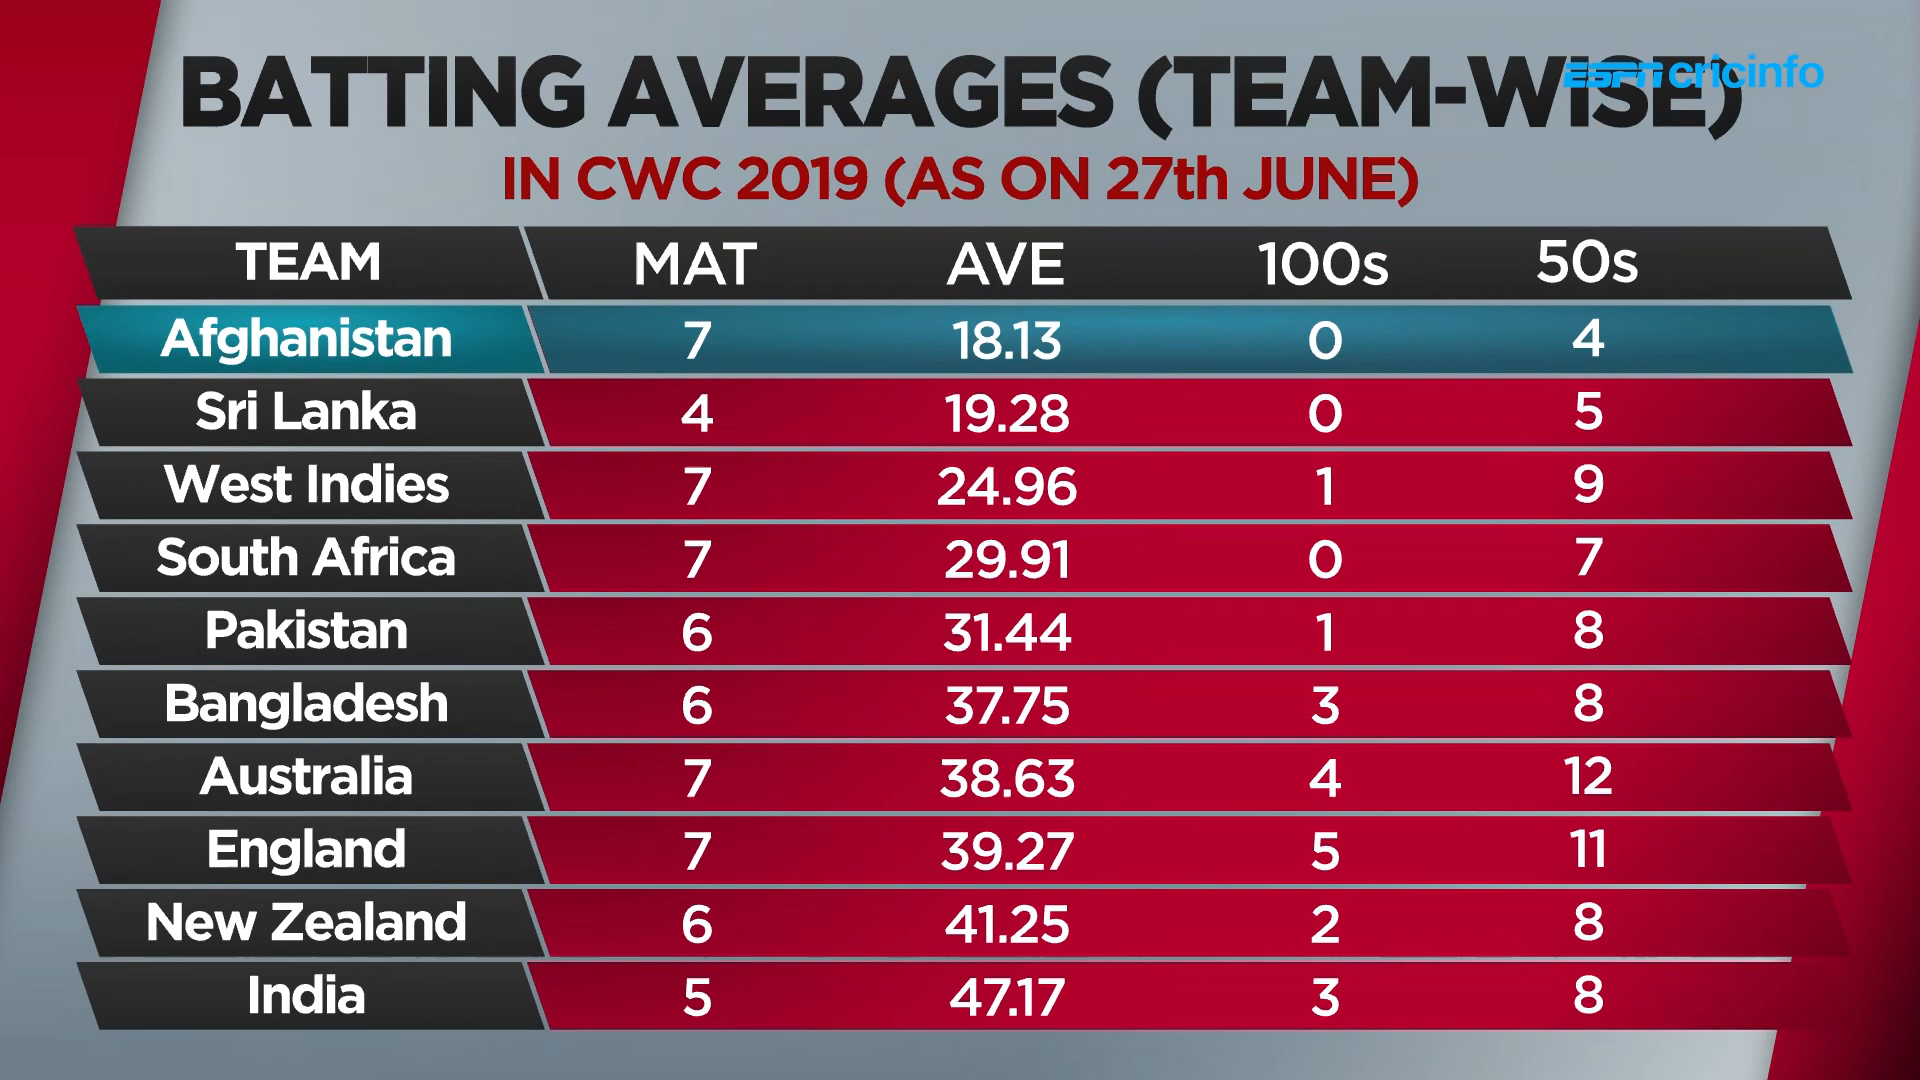 BATTING AVERAGES (TEAM-WISE)
ESPN cricinfo
IN CWC 2019 (AS ON 27th JUNE)
TEAM MAT AVE 100s 50s
Afghanistan 7 18.13 0 4
Sri Lanka 4 19.28 0 5
West Indies 7 24.96 1 9
South Africa 7 29.91 0 7
Pakistan 6 31.44 1 8
Bangladesh 6 37.75 3 8
Australia 7 38.63 4 12
England 7 39.27 5 11
New Zealand 6 41.25 2 8
India 5 47.17 3 8